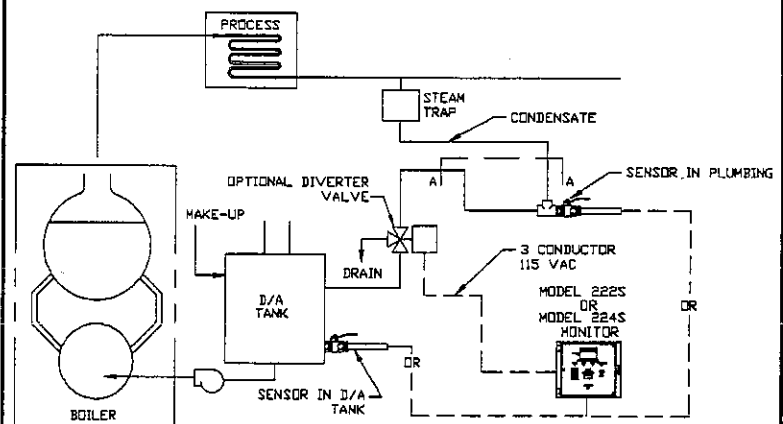 PROCESS
STEAM
TRAP
CONDENSATE
OPTIONAL DIVERTER
VALVE
A
A
SENSOR IN PLUMBING
MAKE-UP
DRAIN
3 CONDUCTOR
115 VAC
D/A
TANK
MODEL 222S
OR
MODEL 224S
MONITOR
OR
OR
SENSOR IN D/A
TANK
BOILER